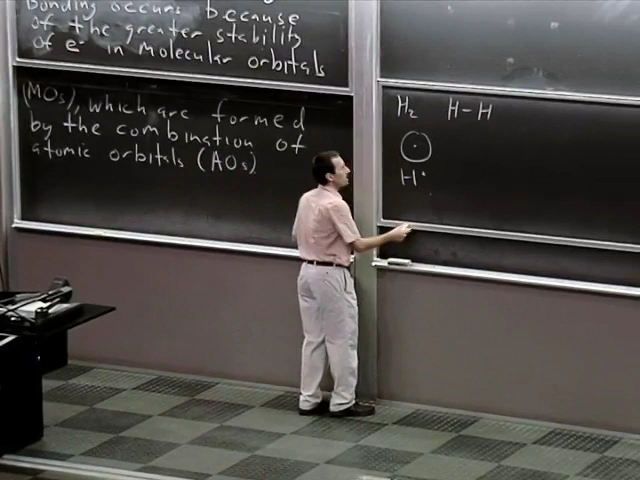 Bonding occurs because
of the greater stability
of e⁻ in molecular orbitals
(MOs), which are formed
by the combination of
atomic orbitals (AOs)
H₂ H-H
H•